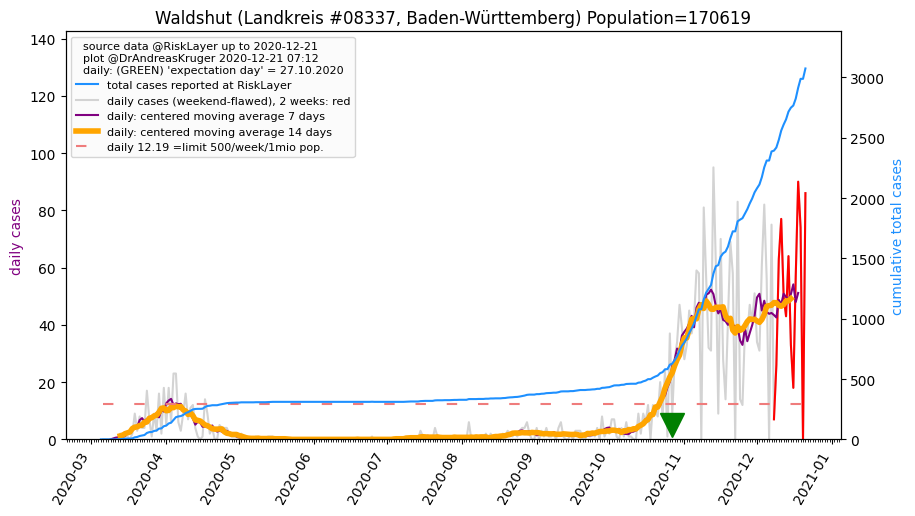 Waldshut (Landkreis #08337, Baden-Württemberg) Population=170619
source data @RiskLayer up to 2020-12-21
plot @DrAndreasKruger 2020-12-21 07:12
daily: (GREEN) 'expectation day' = 27.10.2020
total cases reported at RiskLayer
daily cases (weekend-flawed), 2 weeks: red
daily: centered moving average 7 days
daily: centered moving average 14 days
daily 12.19 =limit 500/week/1mio pop.
daily cases
140
120
100
80
60
40
20
0
cumulative total cases
3000
2500
2000
1500
1000
500
0
2020-03
2020-04
2020-05
2020-06
2020-07
2020-08
2020-09
2020-10
2020-11
2020-12
2021-01